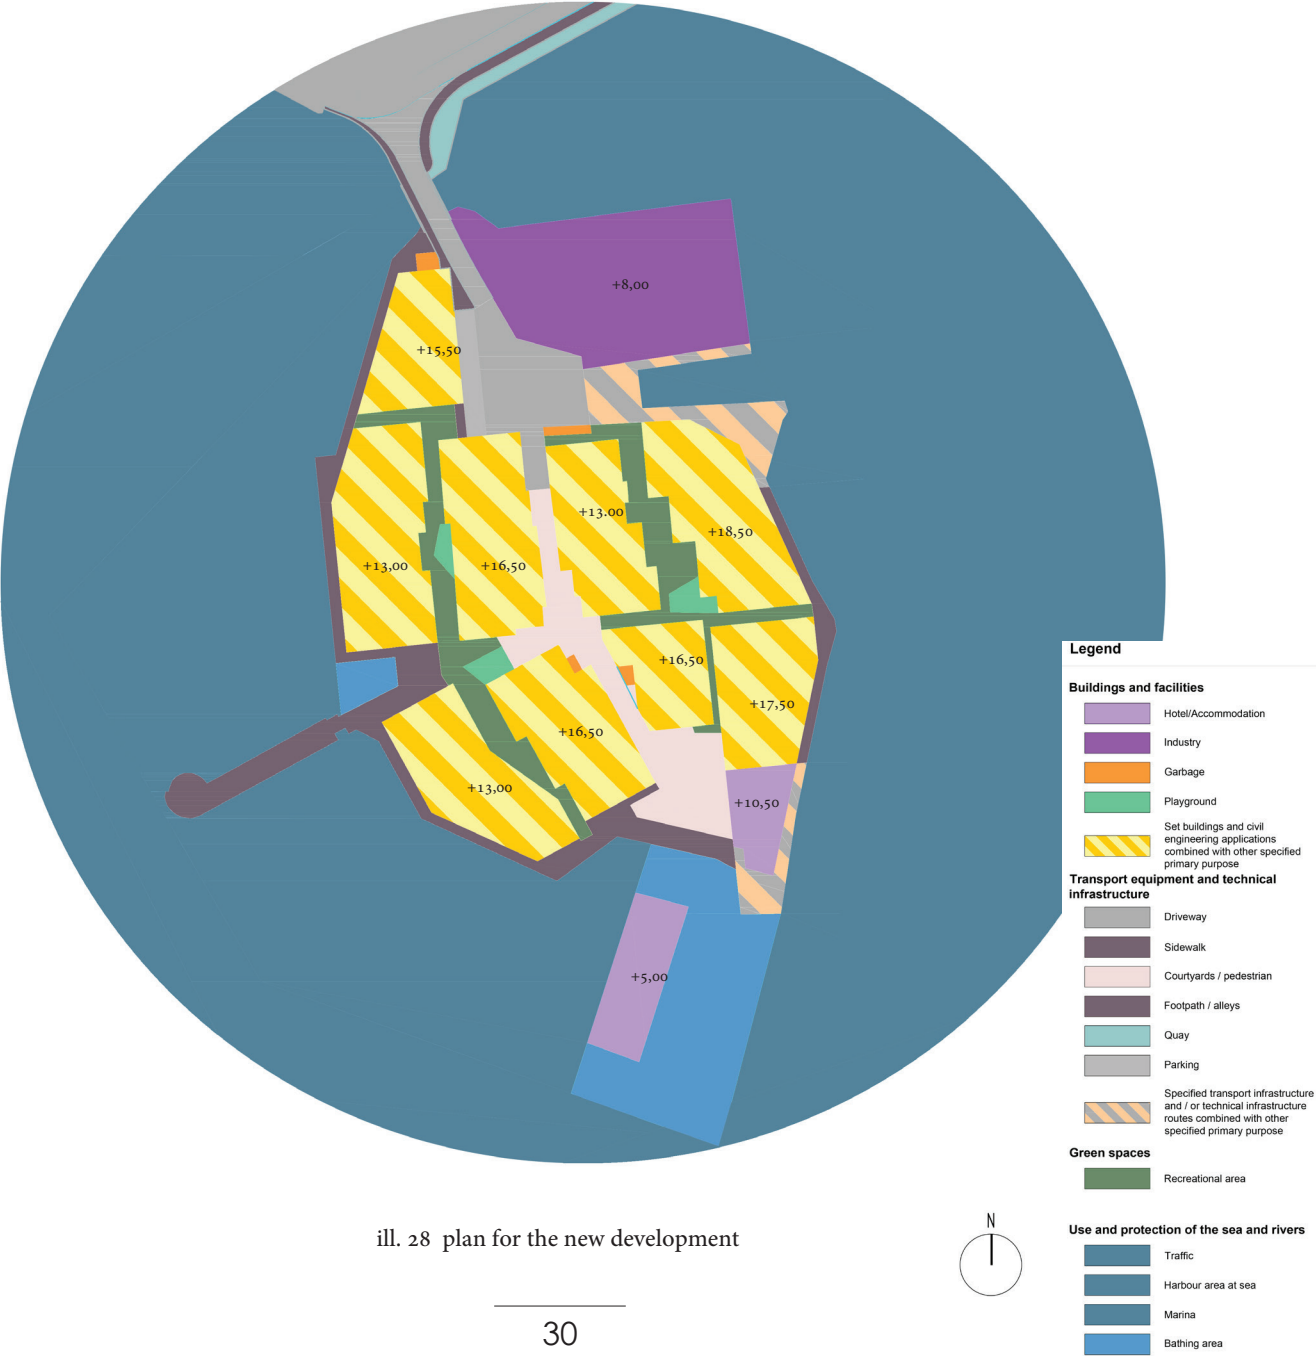 +8,00
+15,50
+13.00
+18,50
+13,00
+16,50
+16,50
+17,50
+16,50
+13,00
+10,50
+5,00
Legend
Buildings and facilities
Hotel/Accommodation
Industry
Garbage
Playground
Set buildings and civil
engineering applications
combined with other specified
primary purpose
Transport equipment and technical
infrastructure
Driveway
Sidewalk
Courtyards / pedestrian
Footpath / alleys
Quay
Parking
Specified transport infrastructure
and / or technical infrastructure
routes combined with other
specified primary purpose
Green spaces
Recreational area
Use and protection of the sea and rivers
Traffic
Harbour area at sea
Marina
Bathing area
N
ill. 28 plan for the new development
30